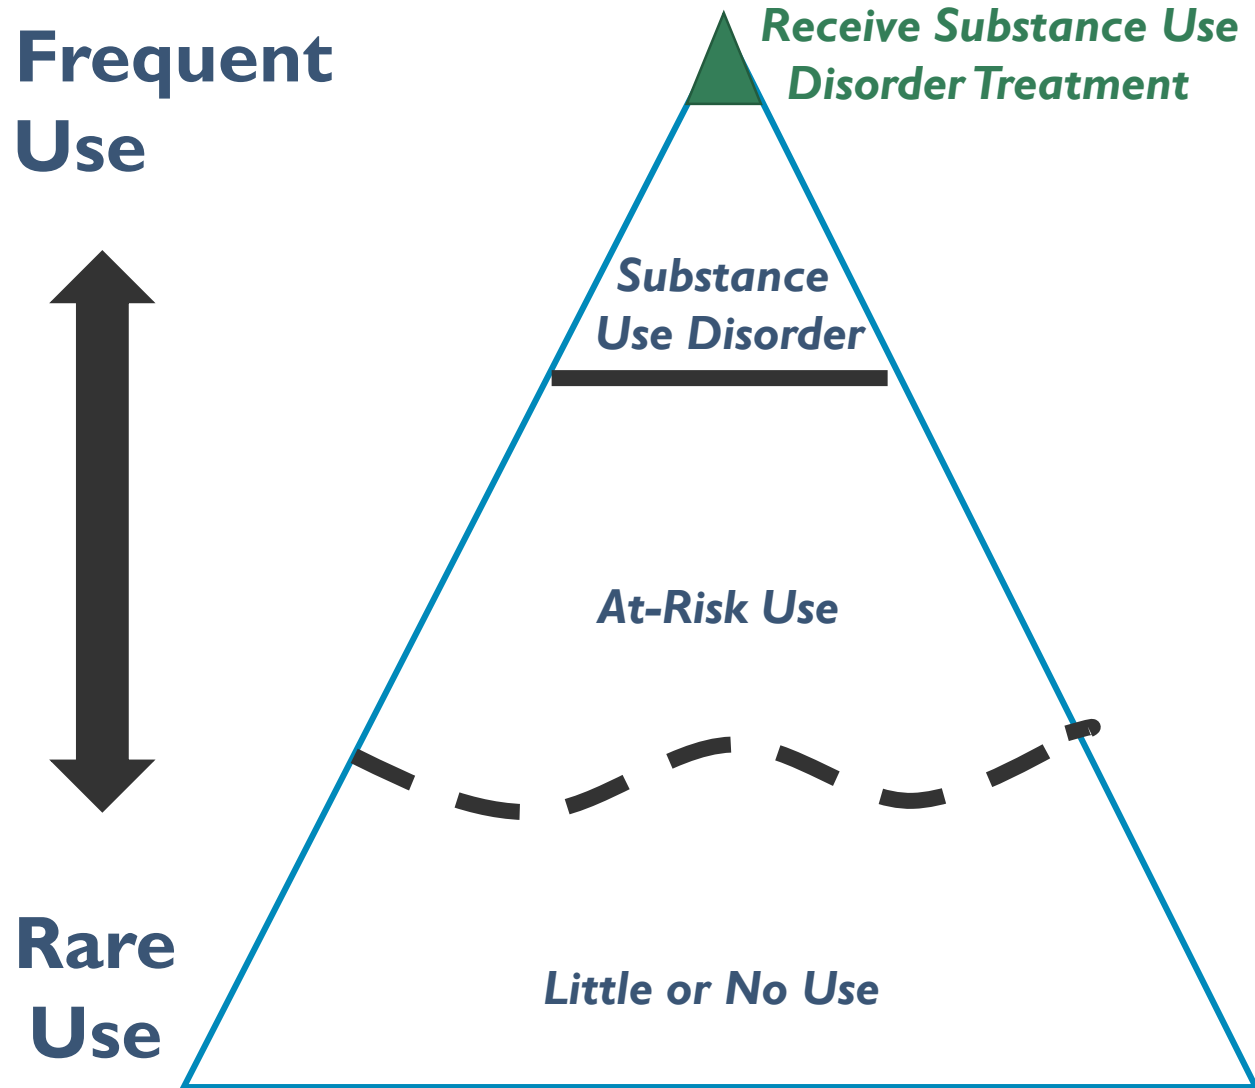 Frequent
Use
Receive Substance Use
Disorder Treatment
Substance
Use Disorder
At-Risk Use
Rare
Use
Little or No Use